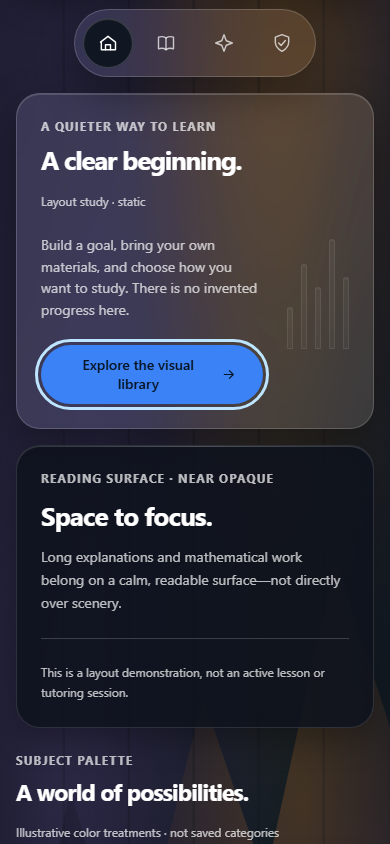 A QUIETER WAY TO LEARN
A clear beginning.
Layout study · static
Build a goal, bring your own
materials, and choose how you
want to study. There is no invented
progress here.
Explore the visual
library →
READING SURFACE · NEAR OPAQUE
Space to focus.
Long explanations and mathematical work
belong on a calm, readable surface—not directly
over scenery.
This is a layout demonstration, not an active lesson or
tutoring session.
SUBJECT PALETTE
A world of possibilities.
Illustrative color treatments · not saved categories